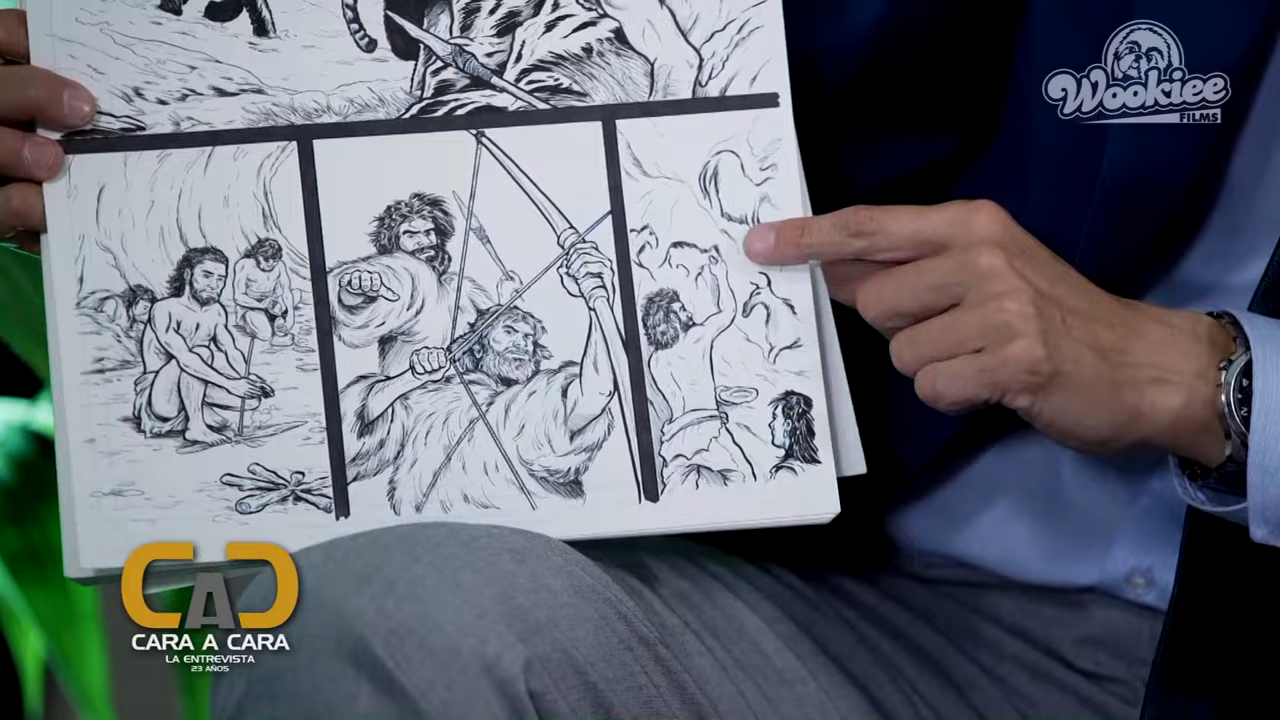 Wookiee
FILMS
CAC
CARA A CARA
LA ENTREVISTA
23 AÑOS